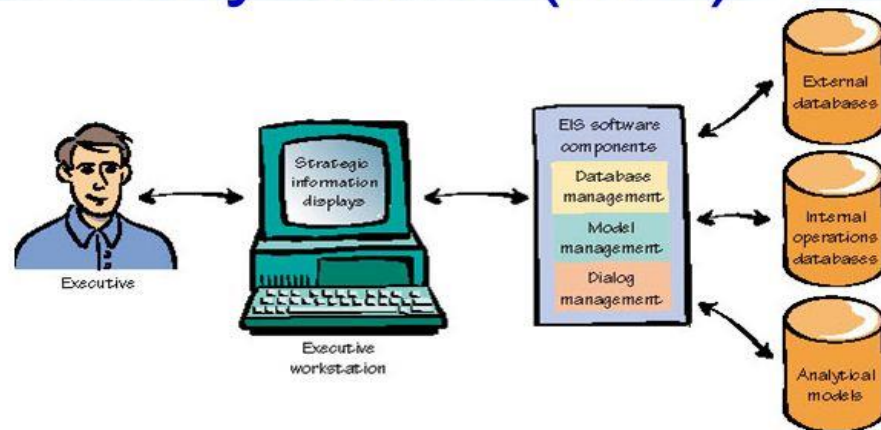 Executive
Strategic
information
displays
Executive
workstation
EIS software
components
Database
management
Model
management
Dialog
management
External
databases
Internal
operations
databases
Analytical
models